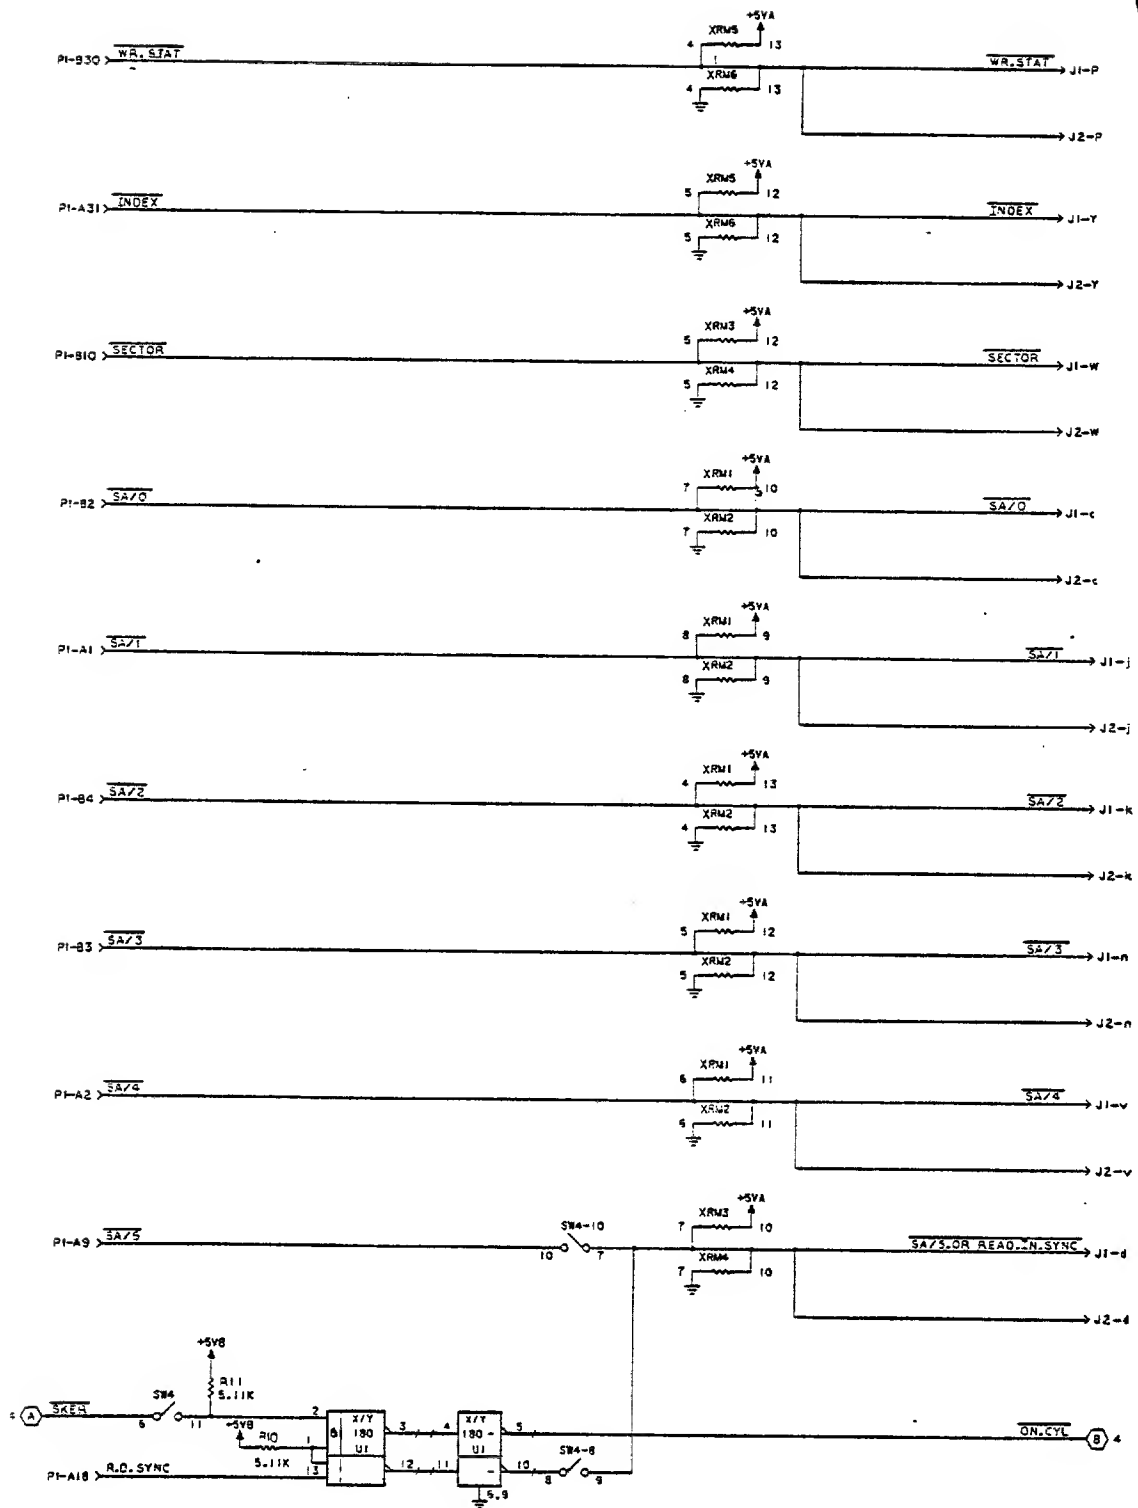 +5VA
XRM5
4 13
P1-B30 WR.STAT WR.STAT J1-P
XRM6
4 13
J2-P
+5VA
XRM5
5 12
P1-A31 INDEX INDEX J1-Y
XRM6
5 12
J2-Y
+5VA
XRM3
5 12
P1-B10 SECTOR SECTOR J1-W
XRM4
5 12
J2-W
+5VA
XRM1
7 10
P1-B2 SA/0 SA/0 J1-c
XRM2
7 10
J2-c
+5VA
XRM1
8 9
P1-A1 SA/1 SA/1 J1-j
XRM2
8 9
J2-j
+5VA
XRM1
4 13
P1-B4 SA/2 SA/2 J1-k
XRM2
4 13
J2-k
+5VA
XRM1
5 12
P1-B3 SA/3 SA/3 J1-n
XRM2
5 12
J2-n
+5VA
XRM1
6 11
P1-A2 SA/4 SA/4 J1-v
XRM2
6 11
J2-v
+5VA
XRM3
SW4-10
7 10
P1-A9 SA/5 10 7 SA/5.OR READ.IN.SYNC J1-d
XRM4
7 10
J2-d
+5VB
R11
5.11K
SW4
4 A SKER 6 11 2 X/Y 3 4 X/Y 5 ON.CYL B 4
+5VB 180 180
R10 1 U1 U1
5.11K SW4-8
P1-A18 R.D.SYNC 13 12 11 10 8 9
6.9